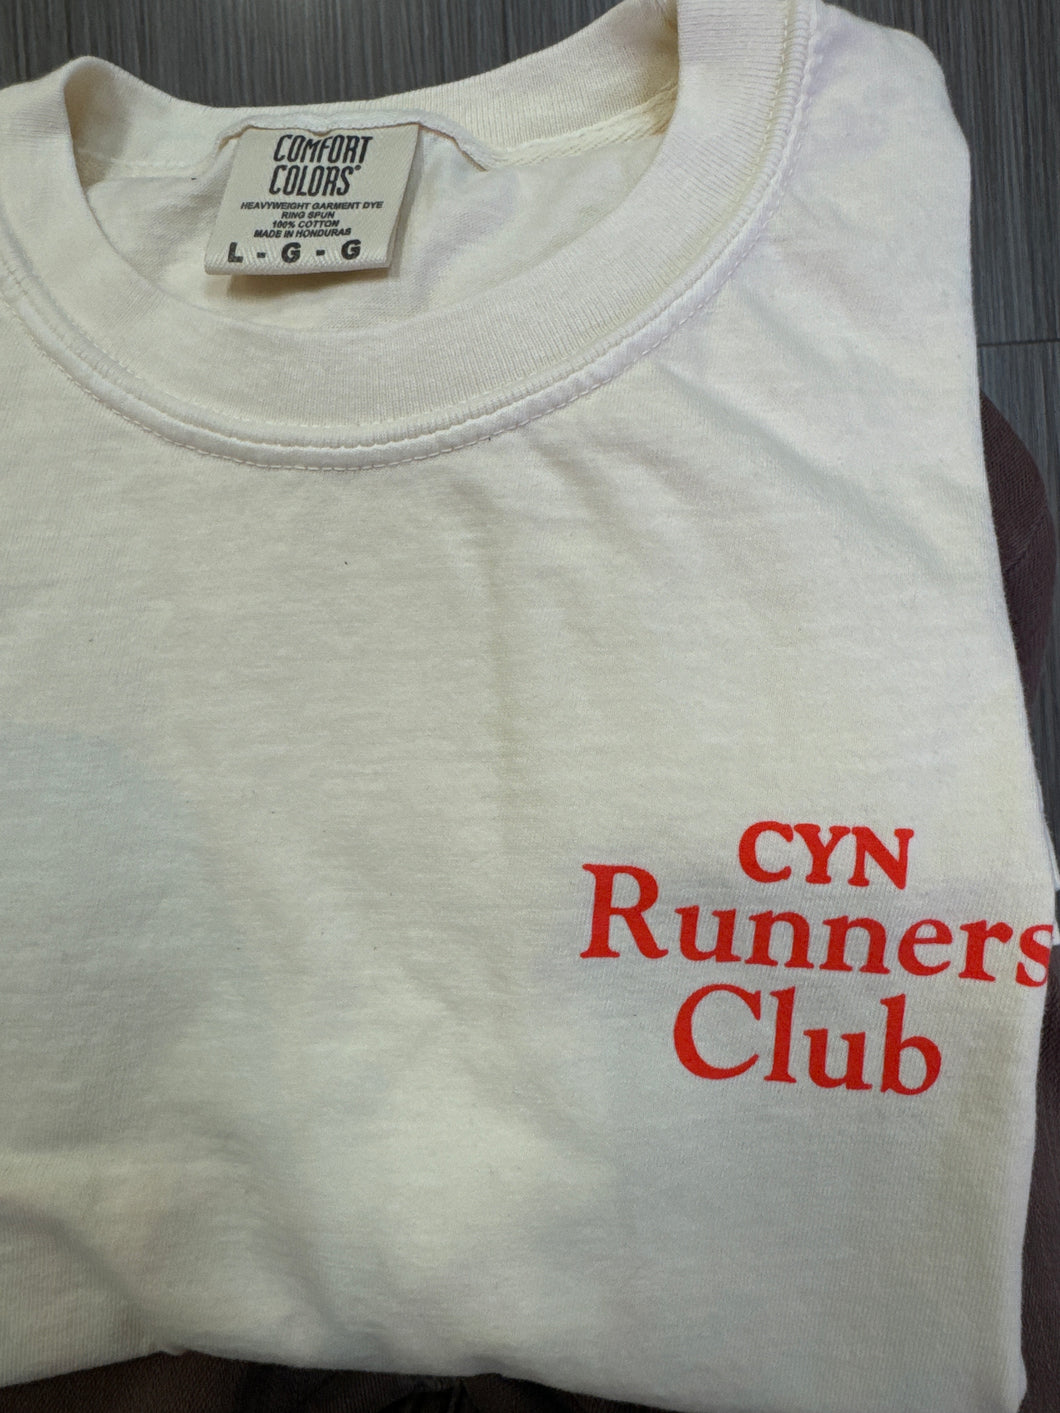 COMFORT
COLORS®
HEAVYWEIGHT GARMENT DYE
RING SPUN
100% COTTON
MADE IN HONDURAS
L - G - G
CYN
Runners
Club